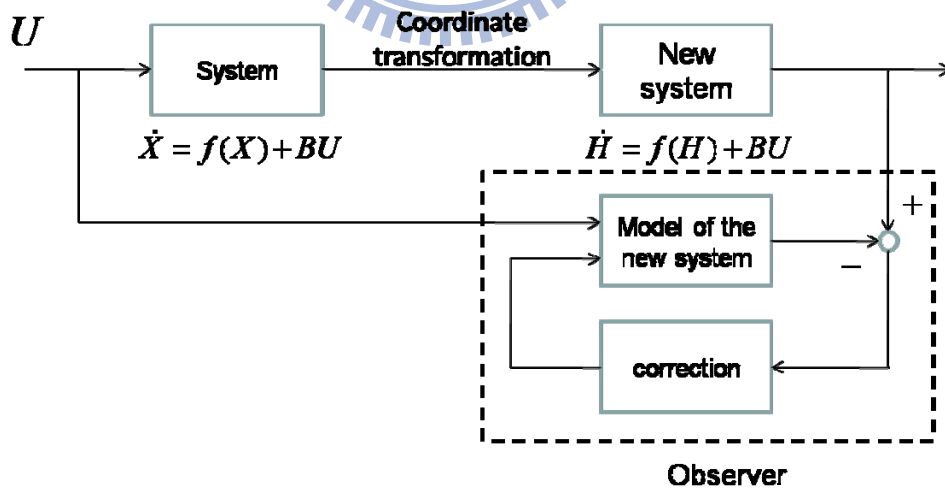 U
Coordinate
transformation
System
New
system
Ẋ = f(X)+BU
Ḣ = f(H)+BU
+
Model of the
new system
−
correction
Observer